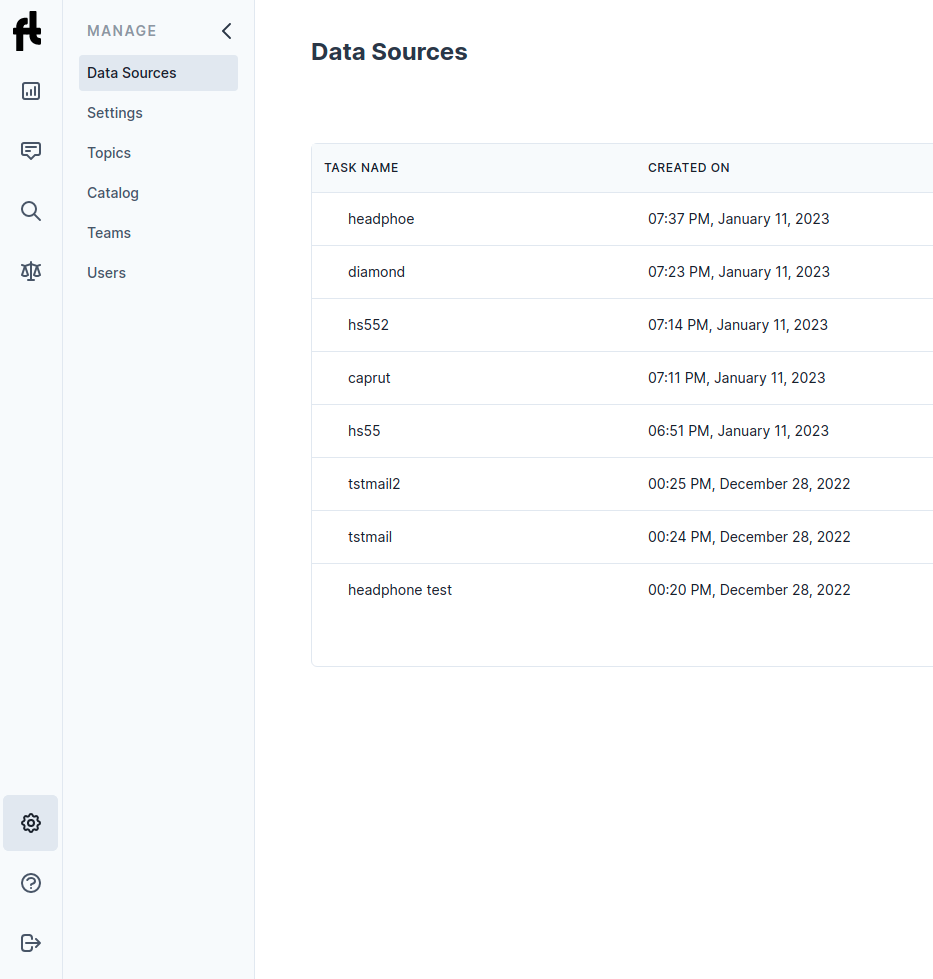 ft
MANAGE
Data Sources
Settings
Topics
Catalog
Teams
Users
Data Sources
TASK NAME CREATED ON
headphoe 07:37 PM, January 11, 2023
diamond 07:23 PM, January 11, 2023
hs552 07:14 PM, January 11, 2023
caprut 07:11 PM, January 11, 2023
hs55 06:51 PM, January 11, 2023
tstmail2 00:25 PM, December 28, 2022
tstmail 00:24 PM, December 28, 2022
headphone test 00:20 PM, December 28, 2022